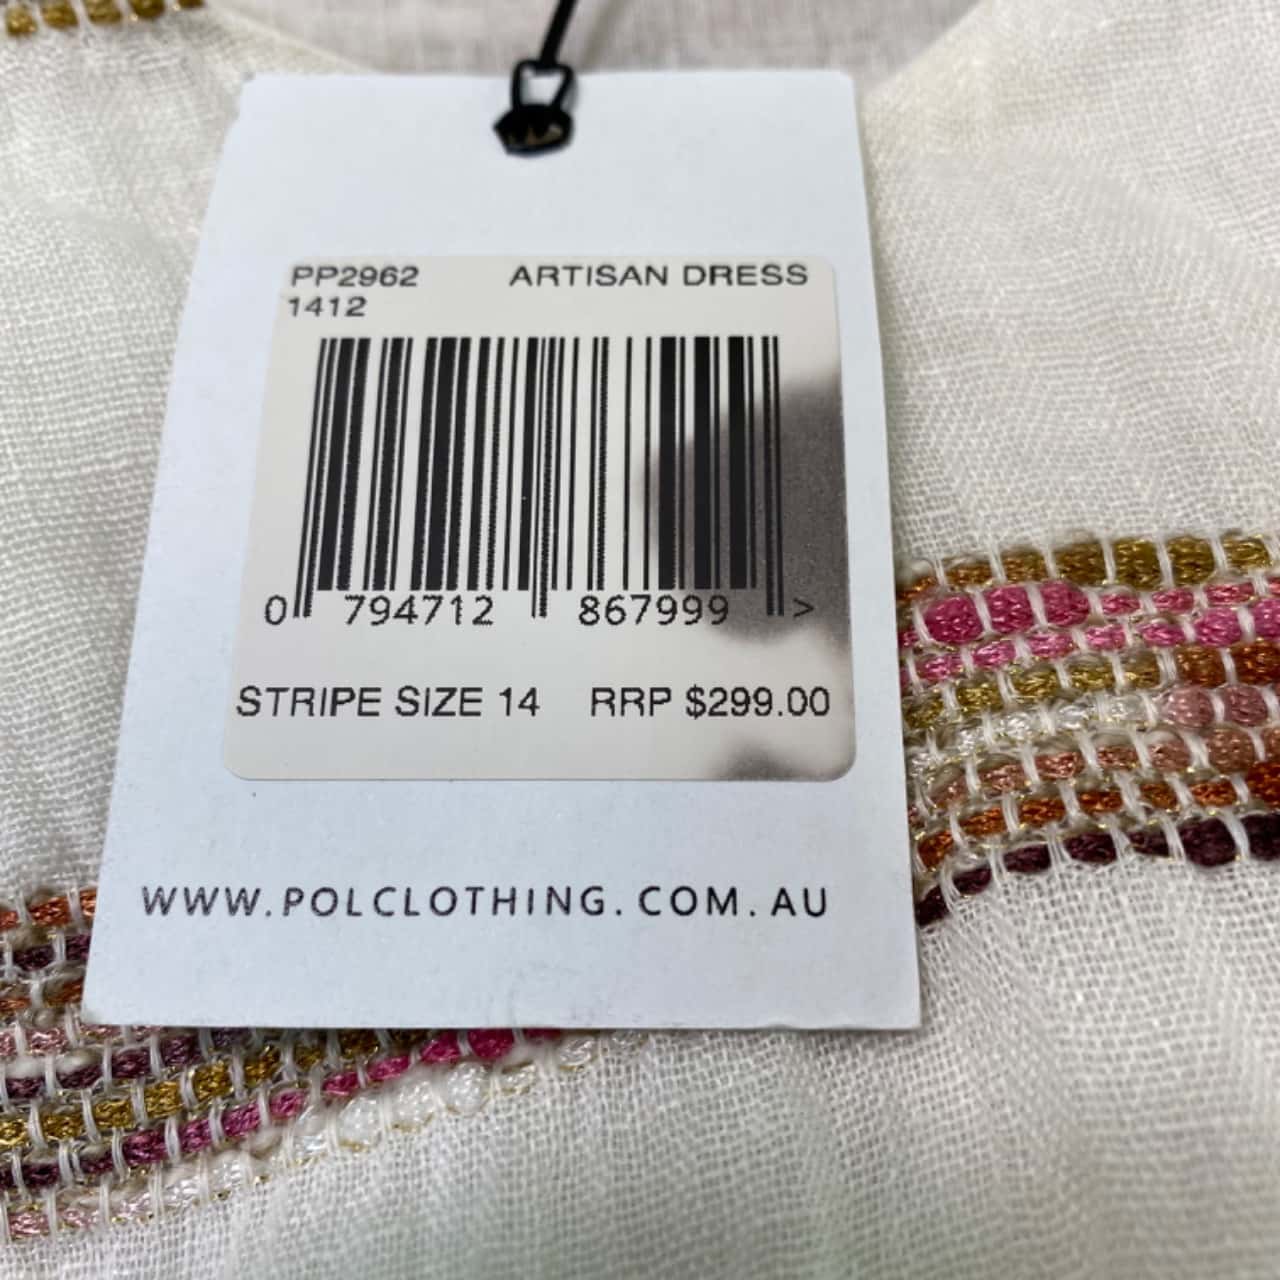 PP2962 ARTISAN DRESS
1412
0 794712 867999 >
STRIPE SIZE 14 RRP $299.00
WWW.POLCLOTHING.COM.AU